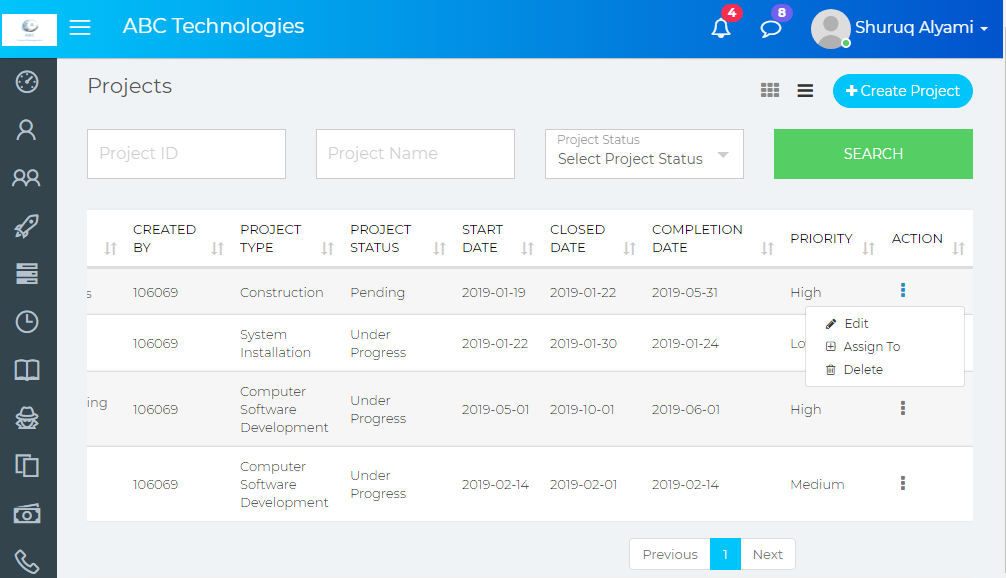 ABC Technologies
4
8
Shuruq Alyami
Projects
Create Project
Project ID
Project Name
Project Status
Select Project Status
SEARCH
CREATED BY PROJECT TYPE PROJECT STATUS START DATE CLOSED DATE COMPLETION DATE PRIORITY ACTION
s 106069 Construction Pending 2019-01-19 2019-01-22 2019-05-31 High
Edit
Assign To
Delete
106069 System Installation Under Progress 2019-01-22 2019-01-30 2019-01-24 Lo
ing 106069 Computer Software Development Under Progress 2019-05-01 2019-10-01 2019-06-01 High
106069 Computer Software Development Under Progress 2019-02-14 2019-02-01 2019-02-14 Medium
Previous 1 Next